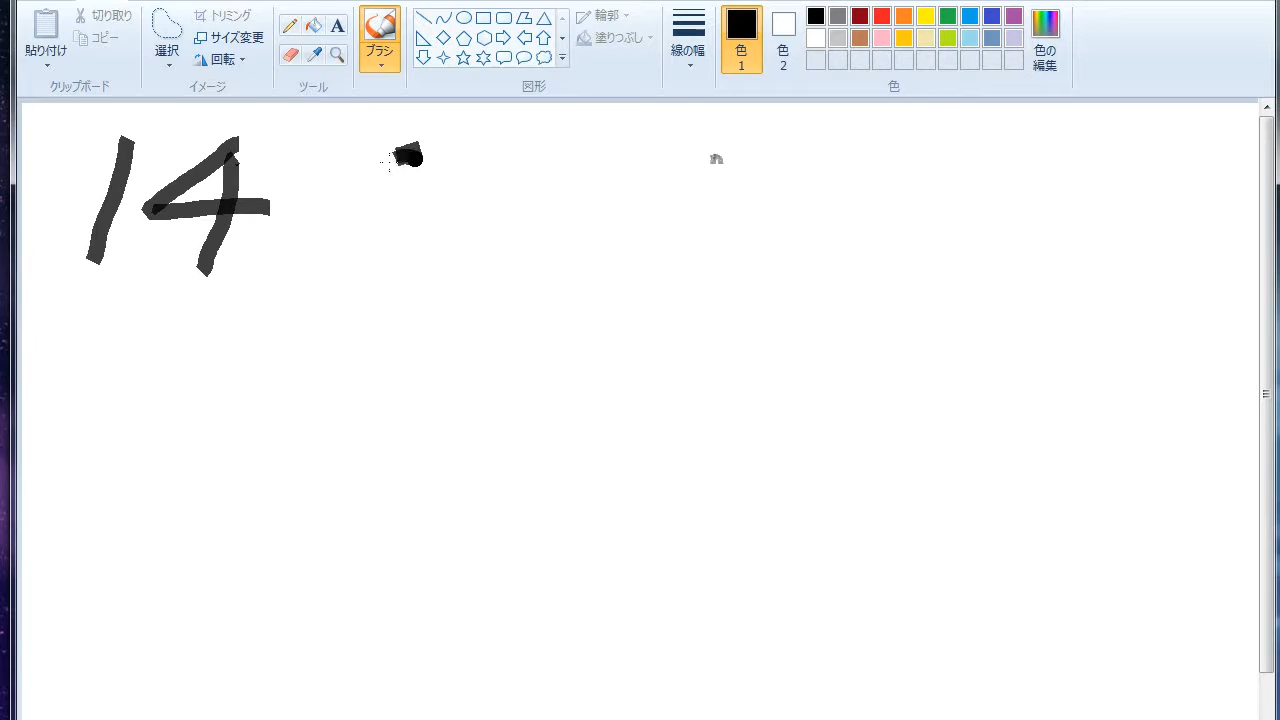 貼り付け 切り取り コピー クリップボード
選択 トリミング サイズ変更 回転 イメージ
A ツール
ブラシ
図形 輪郭 塗りつぶし
線の幅
色 1 色 2 色の編集 色
14